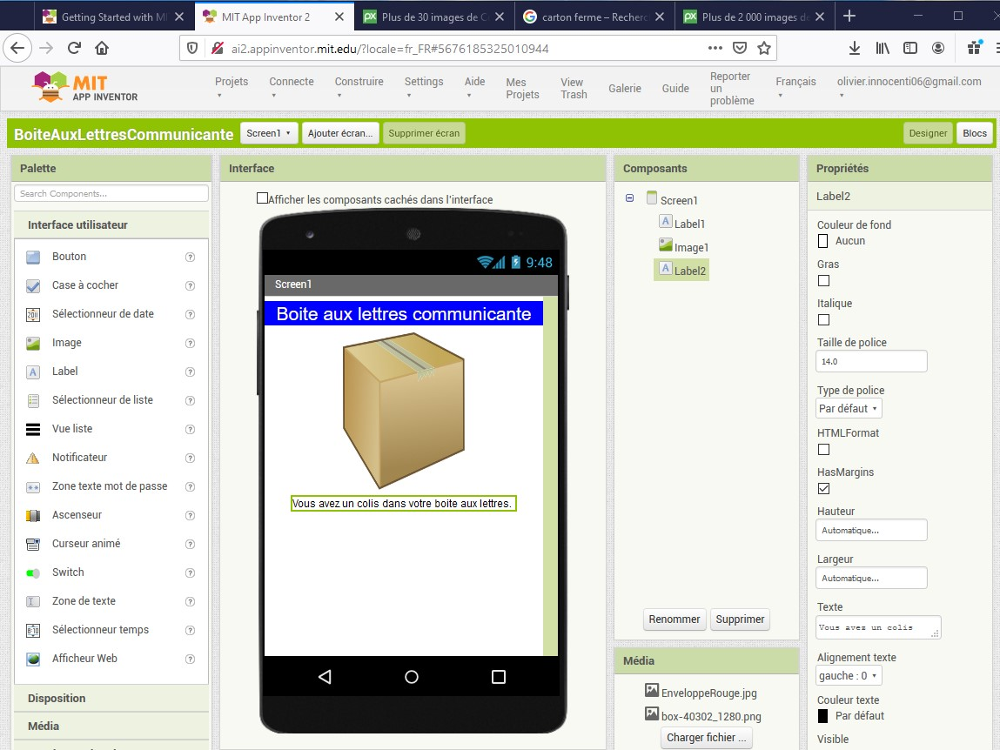 Getting Started with MI
MIT App Inventor 2
Plus de 30 images de C
carton ferme – Recherc
Plus de 2 000 images de
ai2.appinventor.mit.edu/?locale=fr_FR#5676185325010944
MIT
APP INVENTOR
Projets
Connecte
Construire
Settings
Aide
Mes
Projets
View
Trash
Galerie
Guide
Reporter
un
problème
Français
olivier.innocenti06@gmail.com
BoiteAuxLettresCommunicante
Screen1
Ajouter écran...
Supprimer écran
Designer
Blocs
Palette
Search Components...
Interface utilisateur
Bouton
Case à cocher
Sélectionneur de date
Image
Label
Sélectionneur de liste
Vue liste
Notificateur
Zone texte mot de passe
Ascenseur
Curseur animé
Switch
Zone de texte
Sélectionneur temps
Afficheur Web
Disposition
Média
Interface
Afficher les composants cachés dans l'interface
9:48
Screen1
Boite aux lettres communicante
Vous avez un colis dans votre boite aux lettres.
Composants
Screen1
Label1
Image1
Label2
Renommer
Supprimer
Média
EnveloppeRouge.jpg
box-40302_1280.png
Charger fichier ...
Propriétés
Label2
Couleur de fond
Aucun
Gras
Italique
Taille de police
14.0
Type de police
Par défaut
HTMLFormat
HasMargins
Hauteur
Automatique...
Largeur
Automatique...
Texte
Vous avez un colis
Alignement texte
gauche : 0
Couleur texte
Par défaut
Visible